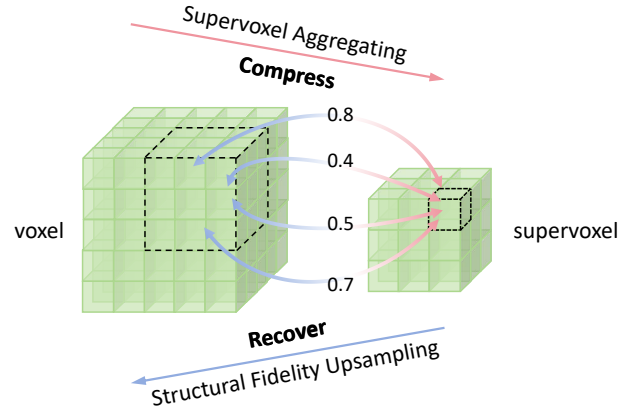 Supervoxel Aggregating
Compress
0.8
0.4
voxel
0.5
supervoxel
0.7
Recover
Structural Fidelity Upsampling